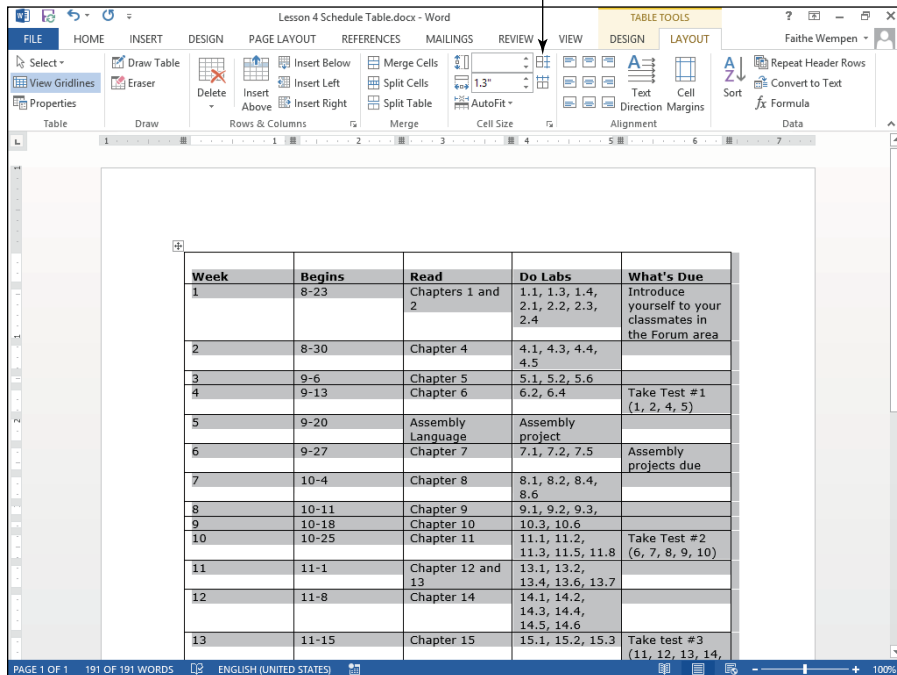 Lesson 4 Schedule Table.docx - Word
TABLE TOOLS
?
FILE HOME INSERT DESIGN PAGE LAYOUT REFERENCES MAILINGS REVIEW VIEW DESIGN LAYOUT Faithe Wempen
Select
View Gridlines
Properties
Table
Draw Table
Eraser
Draw
Delete
Insert Above
Insert Below
Insert Left
Insert Right
Rows & Columns
Merge Cells
Split Cells
Split Table
Merge
1.3"
AutoFit
Cell Size
Text Direction
Cell Margins
Alignment
Sort
Repeat Header Rows
Convert to Text
fx Formula
Data
1 1 2 3 4 5 6 7
Week Begins Read Do Labs What's Due
1 8-23 Chapters 1 and 1.1, 1.3, 1.4, Introduce
2 2.1, 2.2, 2.3, yourself to your
2.4 classmates in
the Forum area
2 8-30 Chapter 4 4.1, 4.3, 4.4,
4.5
3 9-6 Chapter 5 5.1, 5.2, 5.6
4 9-13 Chapter 6 6.2, 6.4 Take Test #1
(1, 2, 4, 5)
5 9-20 Assembly Assembly
Language project
6 9-27 Chapter 7 7.1, 7.2, 7.5 Assembly
projects due
7 10-4 Chapter 8 8.1, 8.2, 8.4,
8.6
8 10-11 Chapter 9 9.1, 9.2, 9.3,
9 10-18 Chapter 10 10.3, 10.6
10 10-25 Chapter 11 11.1, 11.2, Take Test #2
11.3, 11.5, 11.8 (6, 7, 8, 9, 10)
11 11-1 Chapter 12 and 13.1, 13.2,
13 13.4, 13.6, 13.7
12 11-8 Chapter 14 14.1, 14.2,
14.3, 14.4,
14.5, 14.6
13 11-15 Chapter 15 15.1, 15.2, 15.3 Take test #3
(11, 12, 13, 14,
PAGE 1 OF 1 191 OF 191 WORDS ENGLISH (UNITED STATES) 100%